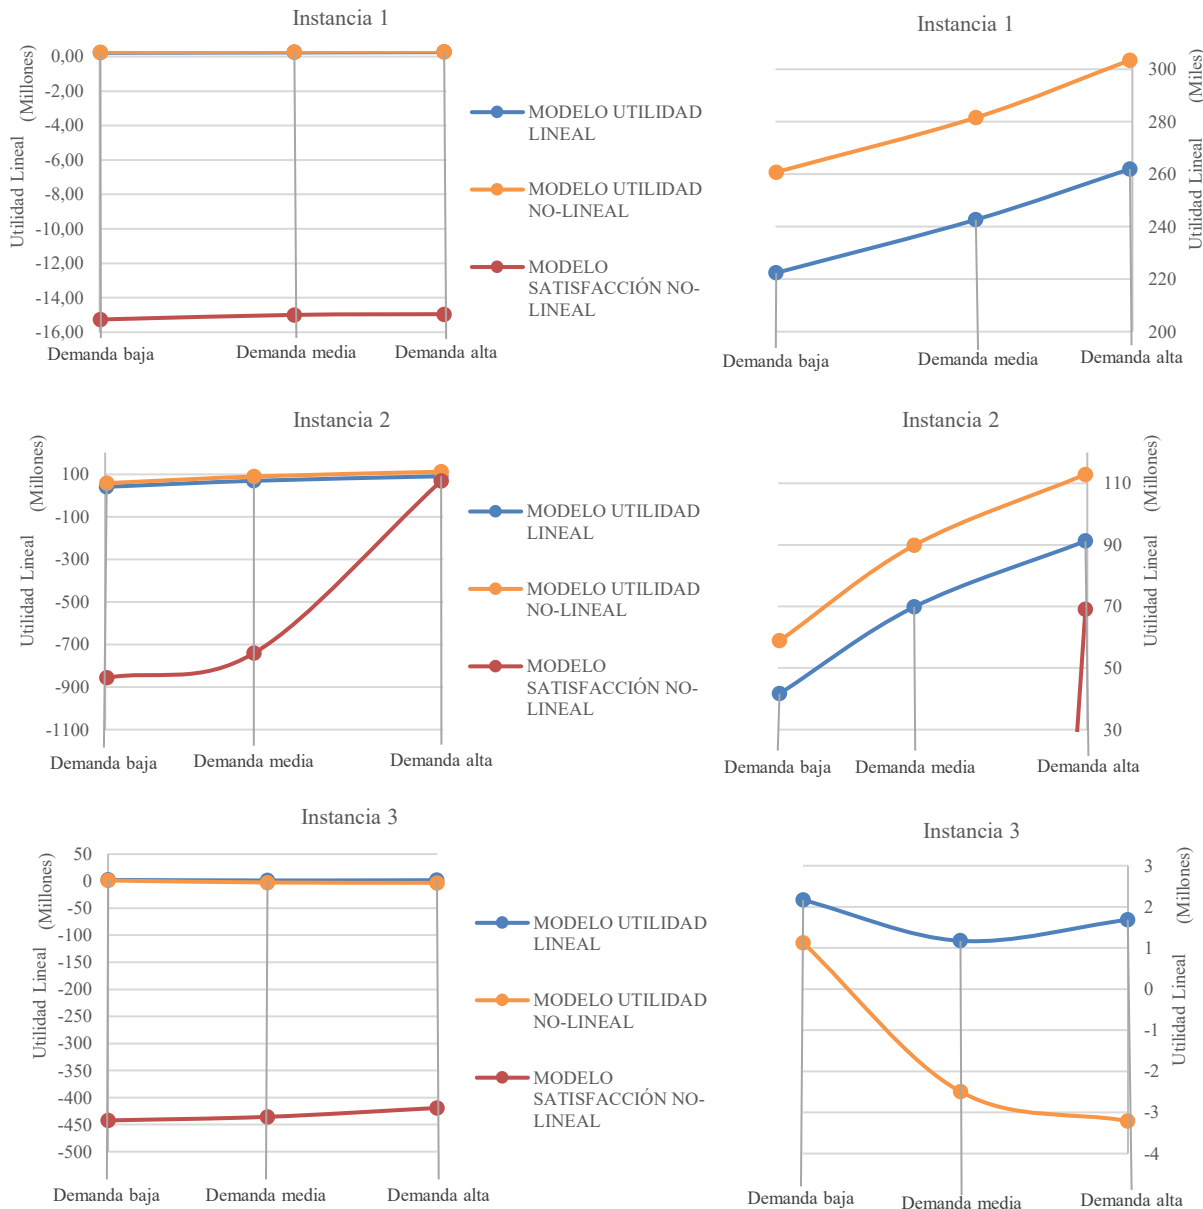 Instancia 1
Utilidad Lineal (Millones)
0,00
-2,00
-4,00
-6,00
-8,00
-10,00
-12,00
-14,00
-16,00
Demanda baja
Demanda media
Demanda alta
MODELO UTILIDAD
LINEAL
MODELO UTILIDAD
NO-LINEAL
MODELO
SATISFACCIÓN NO-
LINEAL
Instancia 1
300
280
260
240
220
200
Utilidad Lineal (Miles)
Demanda baja
Demanda media
Demanda alta
Instancia 2
Utilidad Lineal (Millones)
100
-100
-300
-500
-700
-900
-1100
Demanda baja
Demanda media
Demanda alta
MODELO UTILIDAD
LINEAL
MODELO UTILIDAD
NO-LINEAL
MODELO
SATISFACCIÓN NO-
LINEAL
Instancia 2
110
90
70
50
30
Utilidad Lineal (Millones)
Demanda baja
Demanda media
Demanda alta
Instancia 3
Utilidad Lineal (Millones)
50
0
-50
-100
-150
-200
-250
-300
-350
-400
-450
-500
Demanda baja
Demanda media
Demanda alta
MODELO UTILIDAD
LINEAL
MODELO UTILIDAD
NO-LINEAL
MODELO
SATISFACCIÓN NO-
LINEAL
Instancia 3
3
2
1
0
-1
-2
-3
-4
Utilidad Lineal (Millones)
Demanda baja
Demanda media
Demanda alta